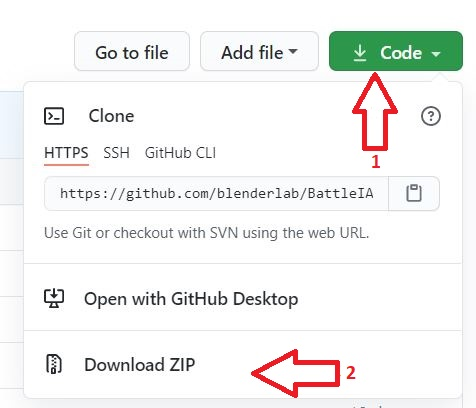 Go to file Add file Code
1
Clone
HTTPS SSH GitHub CLI
https://github.com/blenderlab/BattleIA
Use Git or checkout with SVN using the web URL.
Open with GitHub Desktop
Download ZIP 2